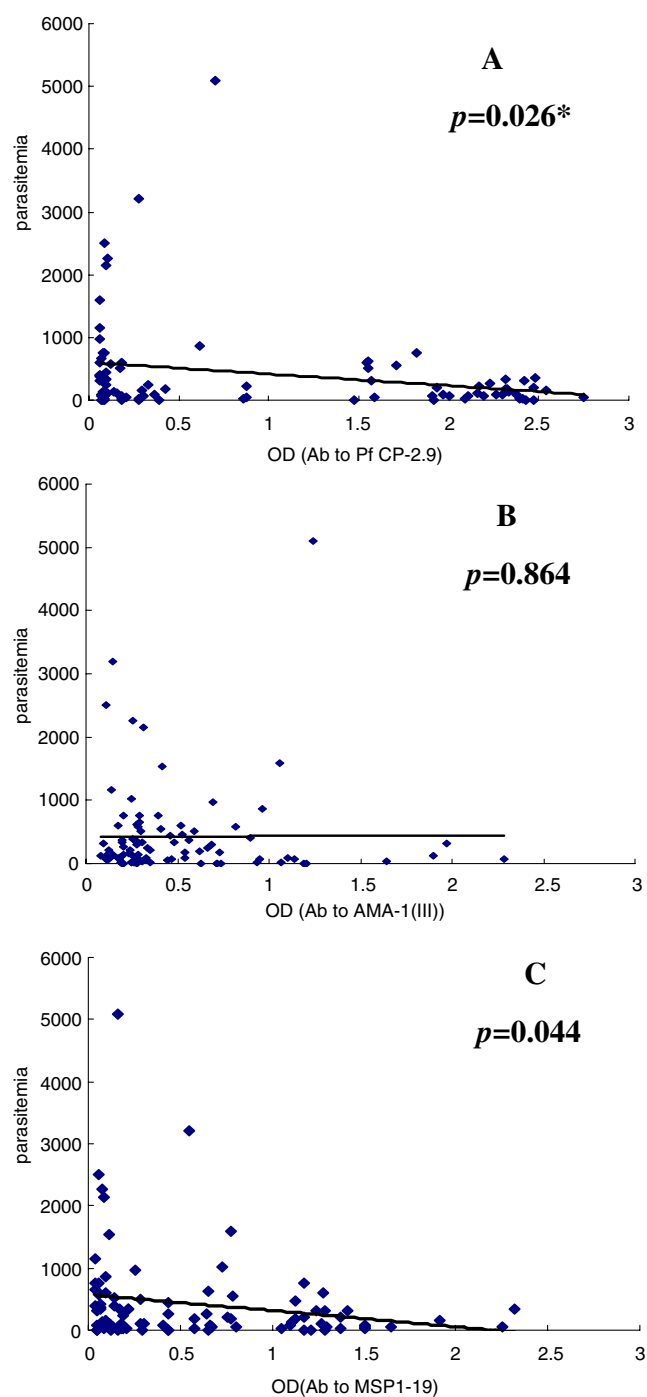 A
p=0.026*
6000
5000
4000
3000
2000
1000
0
parasitemia
0 0.5 1 1.5 2 2.5 3
OD (Ab to Pf CP-2.9)
B
p=0.864
6000
5000
4000
3000
2000
1000
0
parasitemia
0 0.5 1 1.5 2 2.5 3
OD (Ab to AMA-1(III))
C
p=0.044
6000
5000
4000
3000
2000
1000
0
parasitemia
0 0.5 1 1.5 2 2.5 3
OD(Ab to MSP1-19)